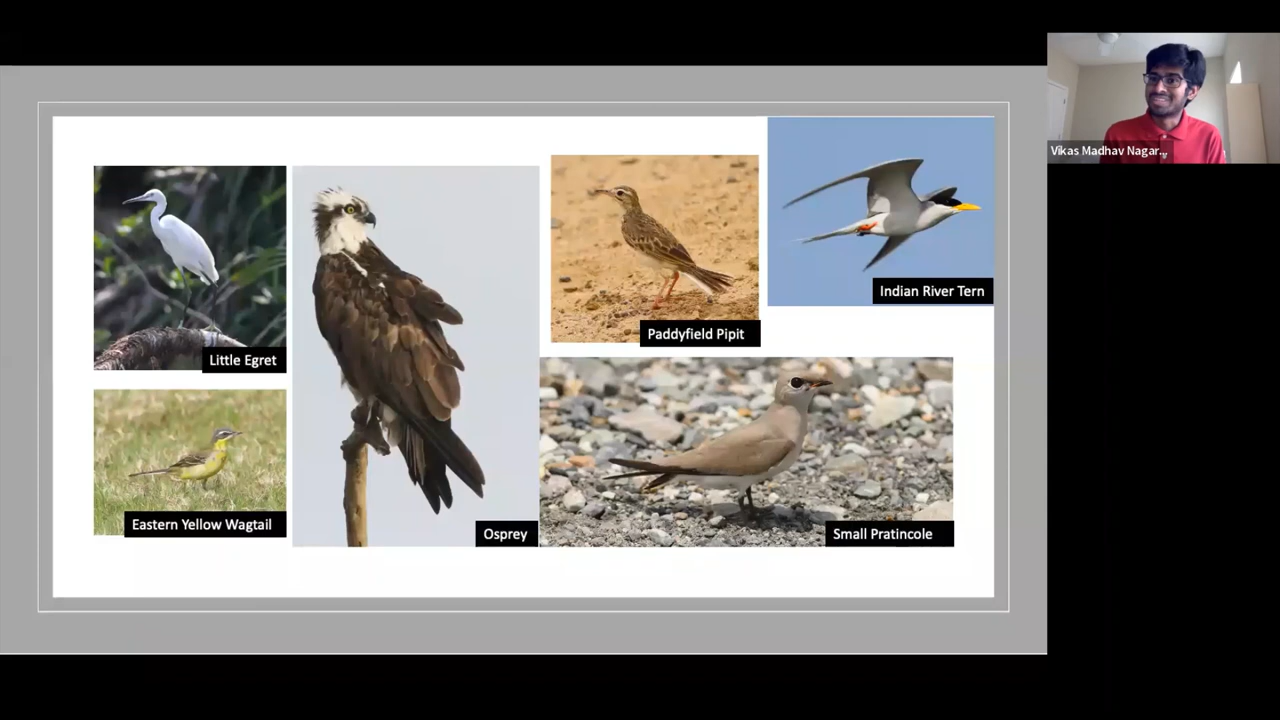 Vikas Madhav Nagar...
Indian River Tern
Paddyfield Pipit
Little Egret
Eastern Yellow Wagtail
Osprey
Small Pratincole